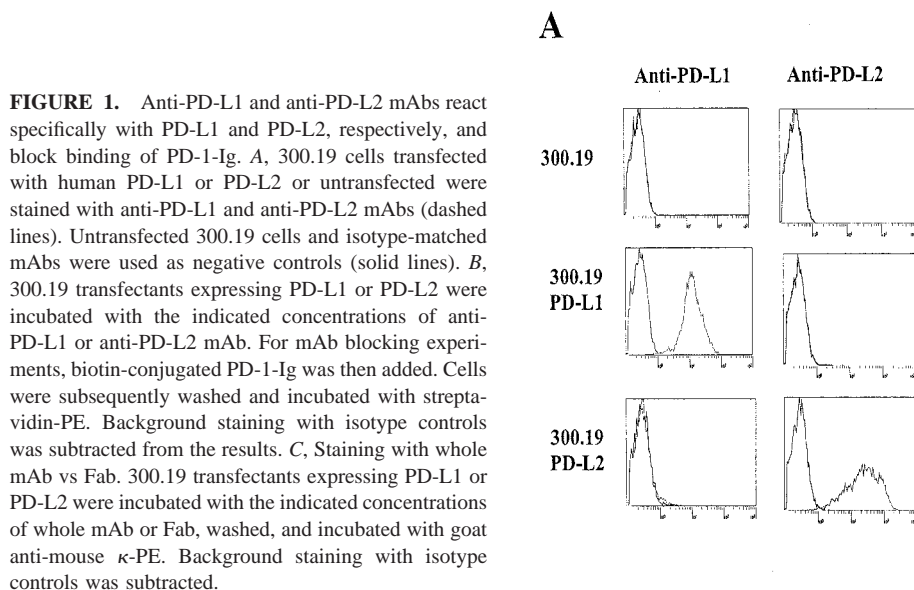 FIGURE 1. Anti-PD-L1 and anti-PD-L2 mAbs react
specifically with PD-L1 and PD-L2, respectively, and
block binding of PD-1-Ig. A, 300.19 cells transfected
with human PD-L1 or PD-L2 or untransfected were
stained with anti-PD-L1 and anti-PD-L2 mAbs (dashed
lines). Untransfected 300.19 cells and isotype-matched
mAbs were used as negative controls (solid lines). B,
300.19 transfectants expressing PD-L1 or PD-L2 were
incubated with the indicated concentrations of anti-
PD-L1 or anti-PD-L2 mAb. For mAb blocking experi-
ments, biotin-conjugated PD-1-Ig was then added. Cells
were subsequently washed and incubated with strepta-
vidin-PE. Background staining with isotype controls
was subtracted from the results. C, Staining with whole
mAb vs Fab. 300.19 transfectants expressing PD-L1 or
PD-L2 were incubated with the indicated concentrations
of whole mAb or Fab, washed, and incubated with goat
anti-mouse κ-PE. Background staining with isotype
controls was subtracted.
A
Anti-PD-L1 Anti-PD-L2
300.19
300.19
PD-L1
300.19
PD-L2